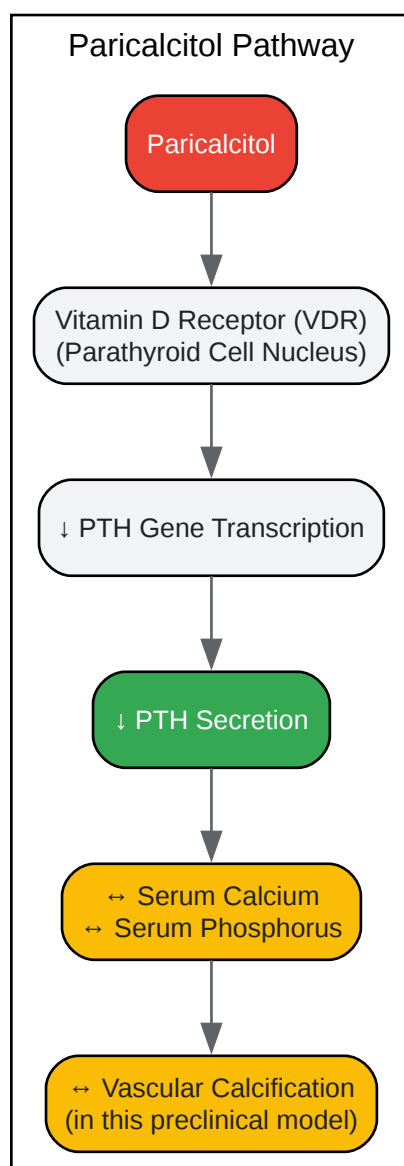 Paricalcitol Pathway
Paricalcitol
Vitamin D Receptor (VDR)
(Parathyroid Cell Nucleus)
↓ PTH Gene Transcription
↓ PTH Secretion
↔ Serum Calcium
↔ Serum Phosphorus
↔ Vascular Calcification
(in this preclinical model)